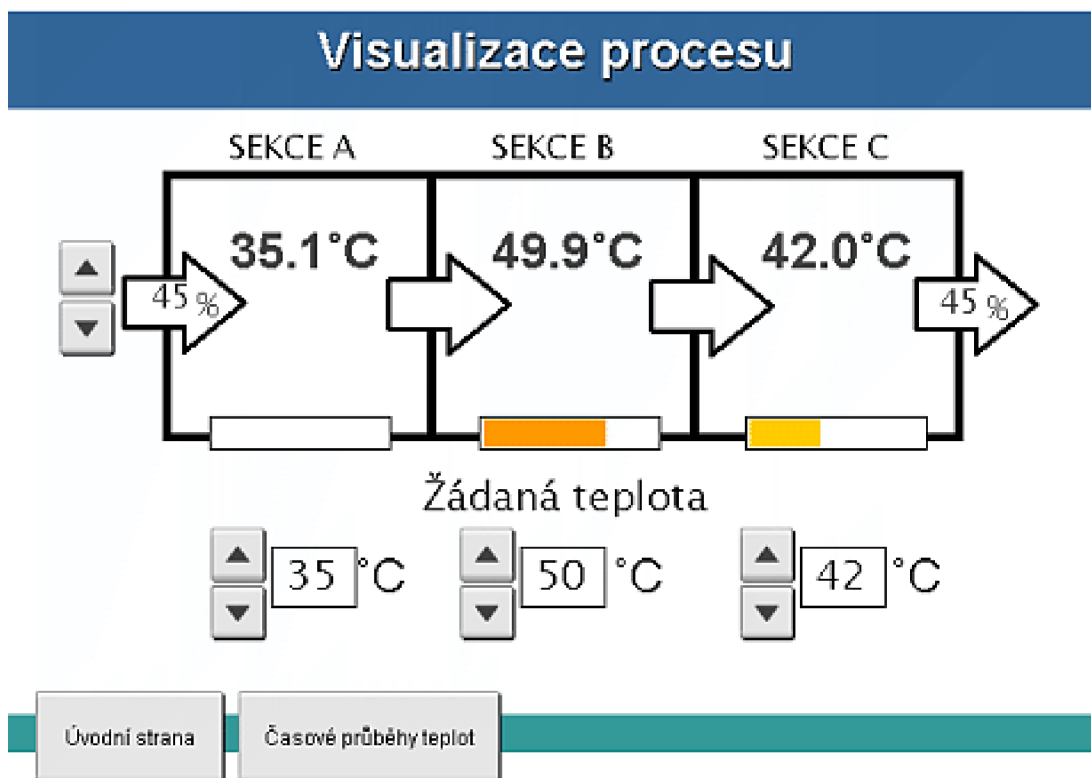 Visualizace procesu
SEKCE A SEKCE B SEKCE C
35.1°C 49.9°C 42.0°C
45 % 45 %
Žádaná teplota
35 °C 50 °C 42 °C
Úvodní strana Časové průběhy teplot